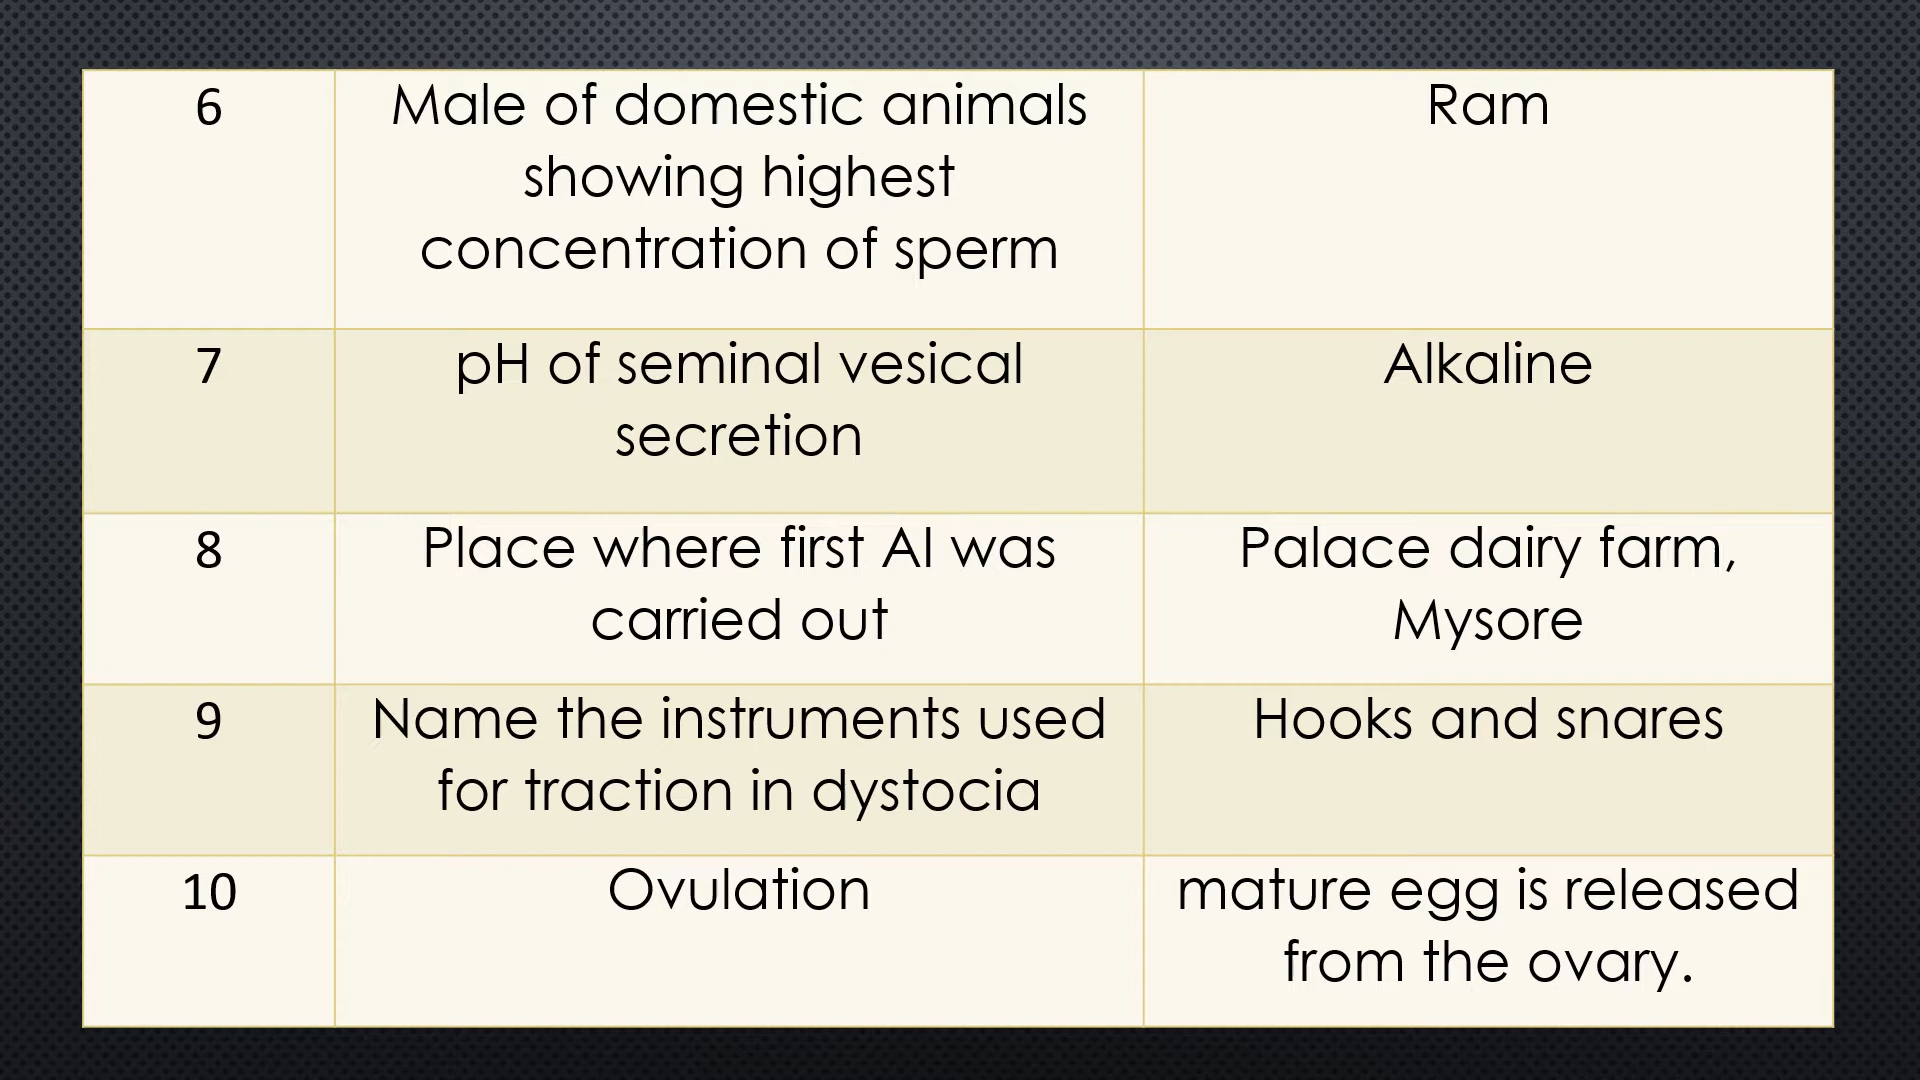 6
Male of domestic animals
showing highest
concentration of sperm
Ram
7
pH of seminal vesical
secretion
Alkaline
8
Place where first AI was
carried out
Palace dairy farm,
Mysore
9
Name the instruments used
for traction in dystocia
Hooks and snares
10
Ovulation
mature egg is released
from the ovary.